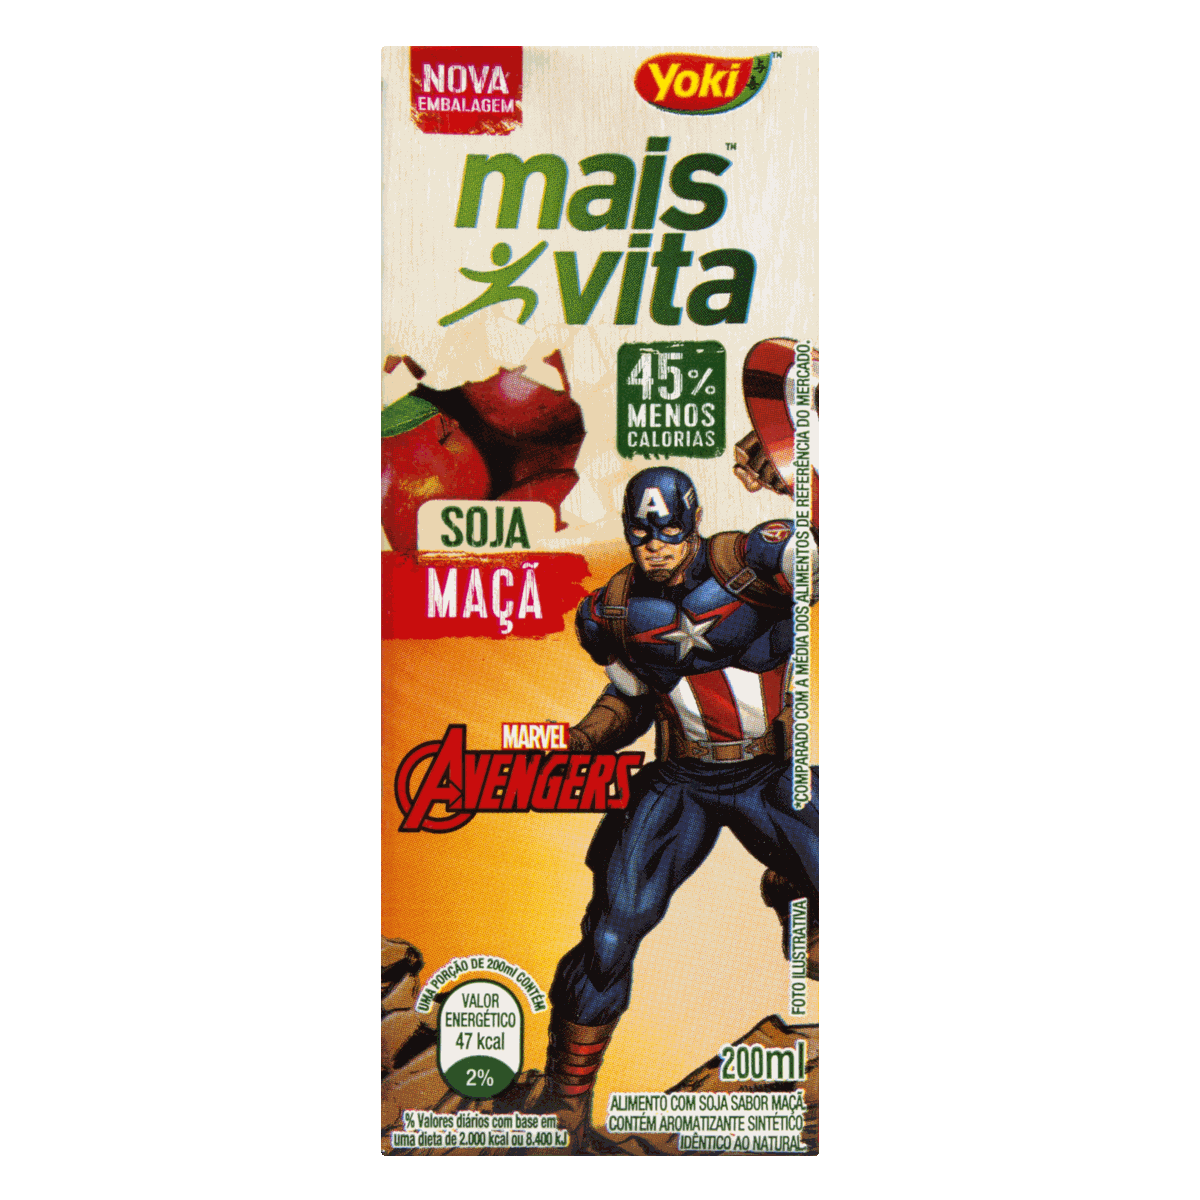 NOVA
EMBALAGEM
Yoki
TM
mais
TM
vita
45%
MENOS
CALORIAS
A
SOJA
MAÇÃ
MARVEL
AVENGERS
*COMPARADO COM A MÉDIA DOS ALIMENTOS DE REFERÊNCIA DO MERCADO.
FOTO ILUSTRATIVA
UMA PORÇÃO DE 200ml CONTÉM
VALOR
ENERGÉTICO
47 kcal
2%
% Valores diários com base em
uma dieta de 2.000 kcal ou 8.400 kJ
200ml
ALIMENTO COM SOJA SABOR MAÇÃ.
CONTÉM AROMATIZANTE SINTÉTICO
IDÊNTICO AO NATURAL.